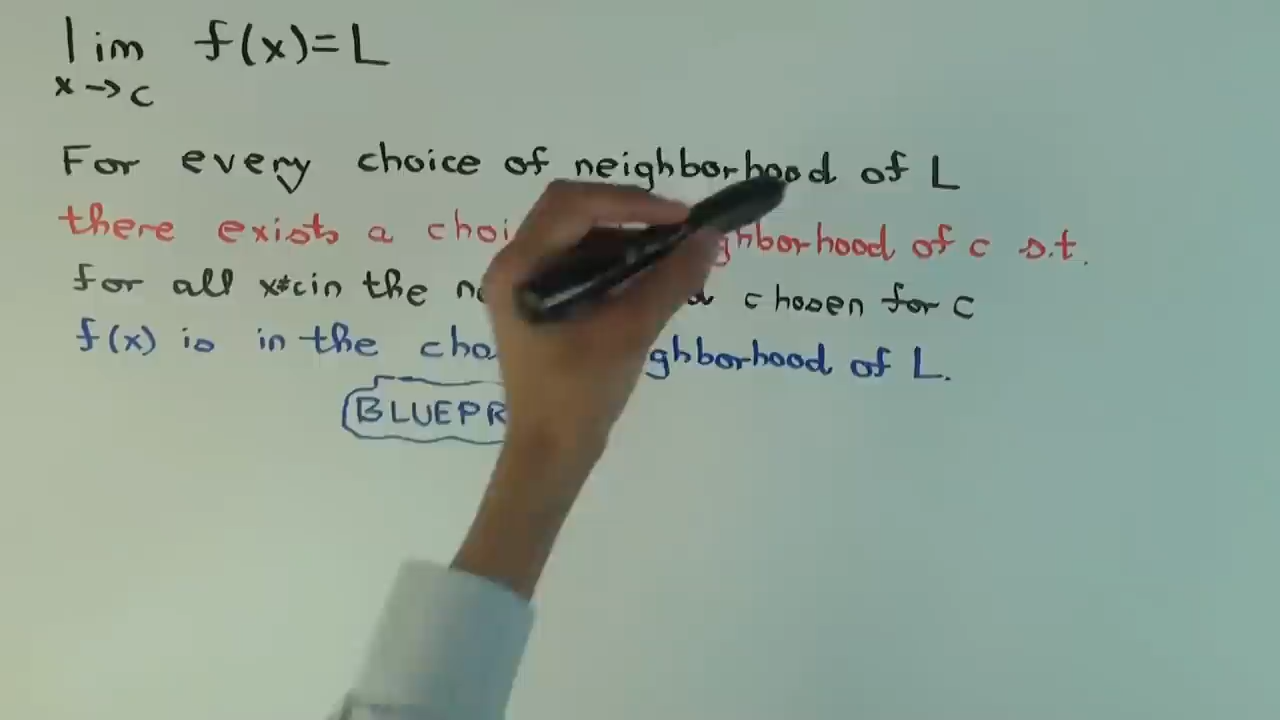 lim f(x)=L
x→c
For every choice of neighborhood of L
there exists a choi ghborhood of c s.t.
for all x≠c in the chosen for c
f(x) is in the cho ghborhood of L.
BLUEPR